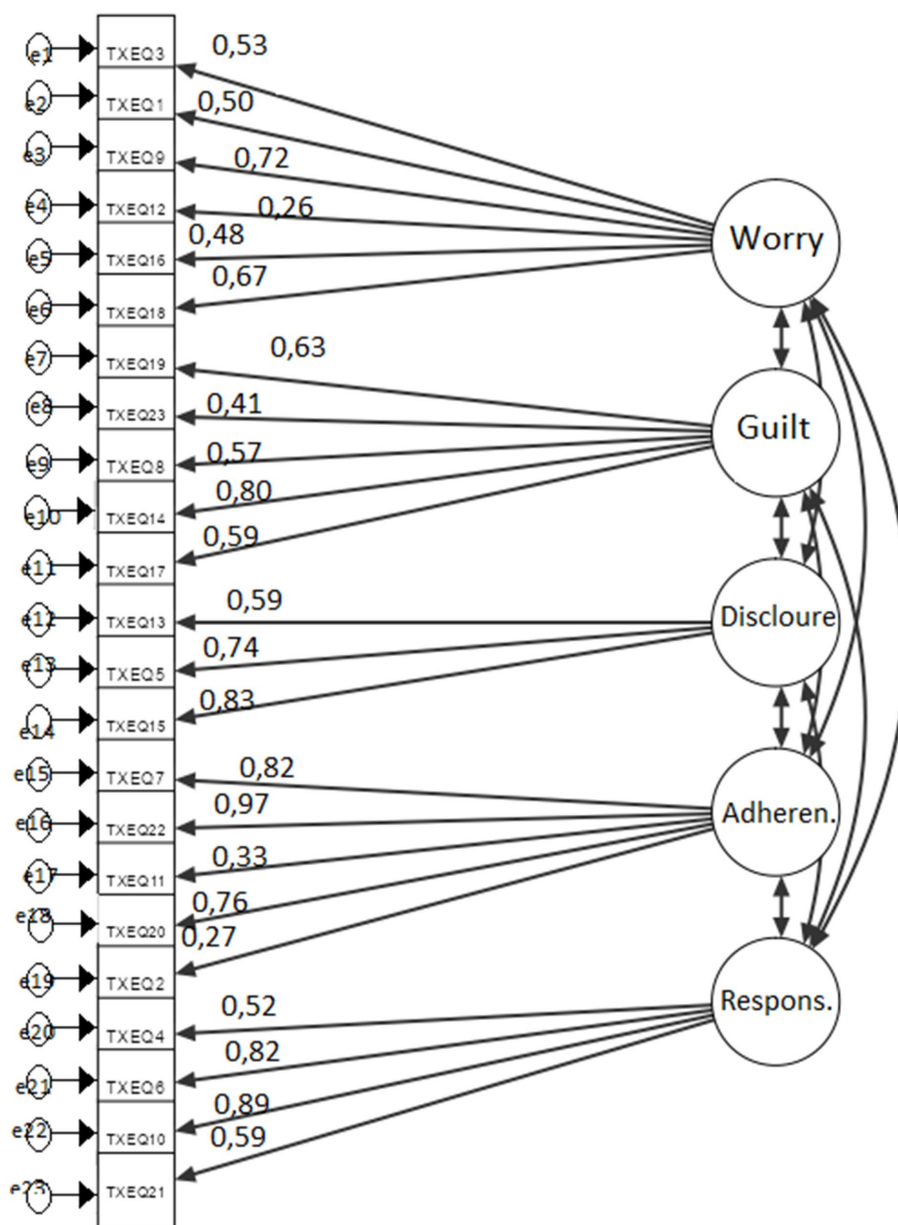 e1 TXEQ3 0,53
e2 TXEQ1 0,50
e3 TXEQ9 0,72
e4 TXEQ12 0,26
e5 TXEQ16 0,48
e6 TXEQ18 0,67
e7 TXEQ19 0,63
e8 TXEQ23 0,41
e9 TXEQ8 0,57
e10 TXEQ14 0,80
e11 TXEQ17 0,59
e12 TXEQ13 0,59
e13 TXEQ5 0,74
e14 TXEQ15 0,83
e15 TXEQ7 0,82
e16 TXEQ22 0,97
e17 TXEQ11 0,33
e18 TXEQ20 0,76
e19 TXEQ2 0,27
e20 TXEQ4 0,52
e21 TXEQ6 0,82
e22 TXEQ10 0,89
e23 TXEQ21 0,59
Worry
Guilt
Discloure
Adheren.
Respons.